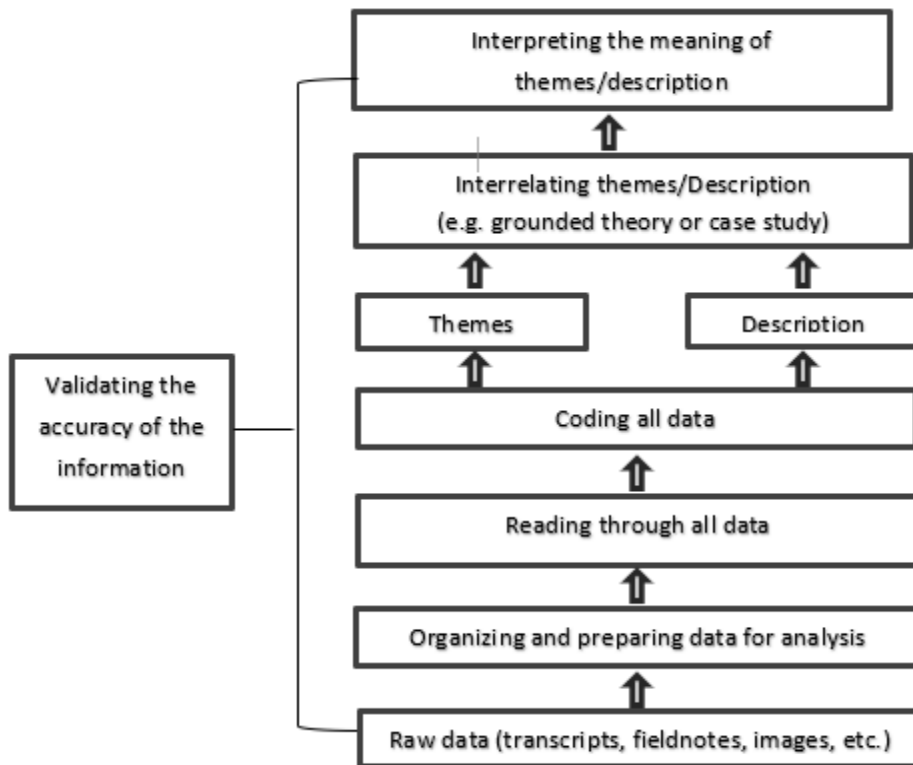 Interpreting the meaning of
themes/description
Interrelating themes/Description
(e.g. grounded theory or case study)
Themes
Description
Validating the
accuracy of the
information
Coding all data
Reading through all data
Organizing and preparing data for analysis
Raw data (transcripts, fieldnotes, images, etc.)